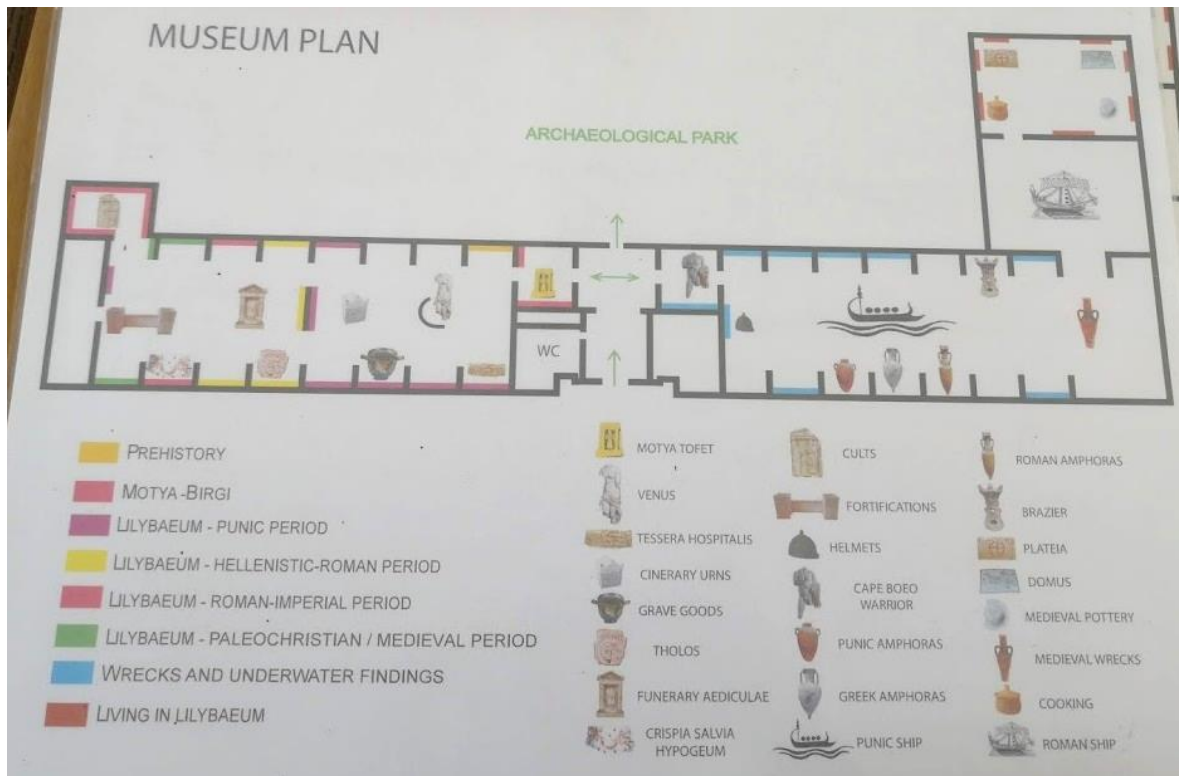 MUSEUM PLAN
ARCHAEOLOGICAL PARK
WC
PREHISTORY
MOTYA-BIRGI
LILYBAEUM - PUNIC PERIOD
LILYBAEUM - HELLENISTIC-ROMAN PERIOD
LILYBAEUM - ROMAN-IMPERIAL PERIOD
LILYBAEUM - PALEOCHRISTIAN / MEDIEVAL PERIOD
WRECKS AND UNDERWATER FINDINGS
LIVING IN LILYBAEUM
MOTYA TOFET
VENUS
TESSERA HOSPITALIS
CINERARY URNS
GRAVE GOODS
THOLOS
FUNERARY AEDICULAE
CRISPIA SALVIA
HYPOGEUM
CULTS
FORTIFICATIONS
HELMETS
CAPE BOEO
WARRIOR
PUNIC AMPHORAS
GREEK AMPHORAS
PUNIC SHIP
ROMAN AMPHORAS
BRAZIER
PLATEIA
DOMUS
MEDIEVAL POTTERY
MEDIEVAL WRECKS
COOKING
ROMAN SHIP